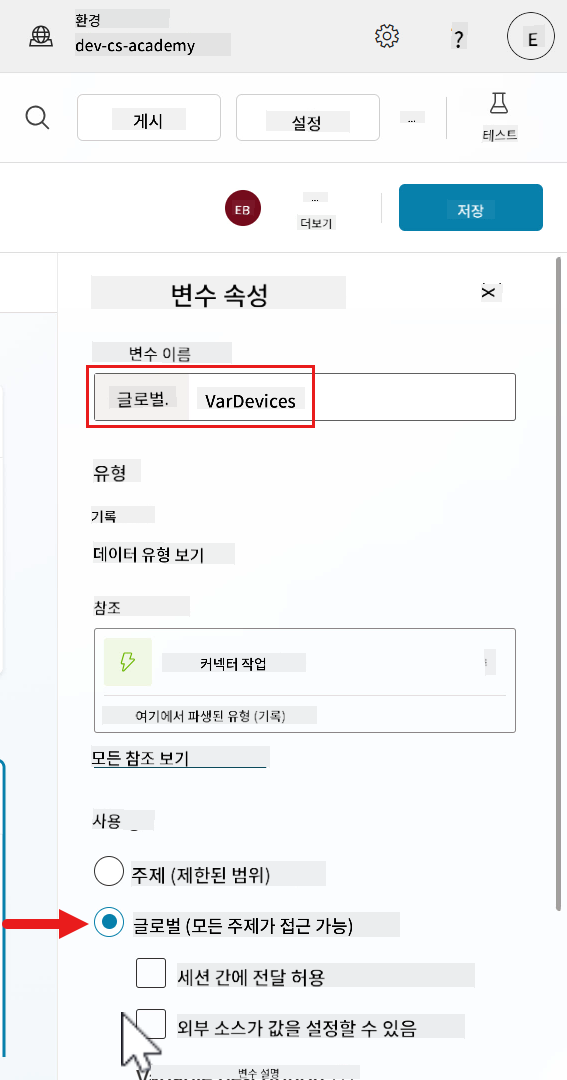 환경
dev-cs-academy
?
E
게시
설정
...
테스트
EB
...
더보기
저장
변수 속성
변수 이름
글로벌. VarDevices
유형
기록
데이터 유형 보기
참조
커넥터 작업
여기에서 파생된 유형 (기록)
모든 참조 보기
사용
주제 (제한된 범위)
글로벌 (모든 주제가 접근 가능)
세션 간에 전달 허용
외부 소스가 값을 설정할 수 있음
변수 설명